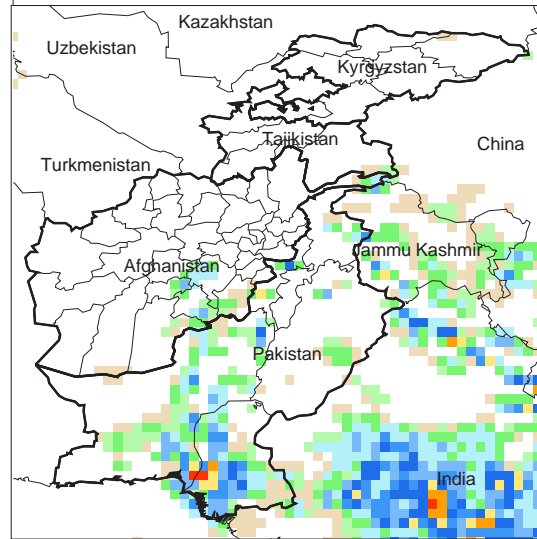 Kazakhstan
Uzbekistan
Kyrgyzstan
Tajikistan
China
Turkmenistan
Jammu Kashmir
Afghanistan
Pakistan
India